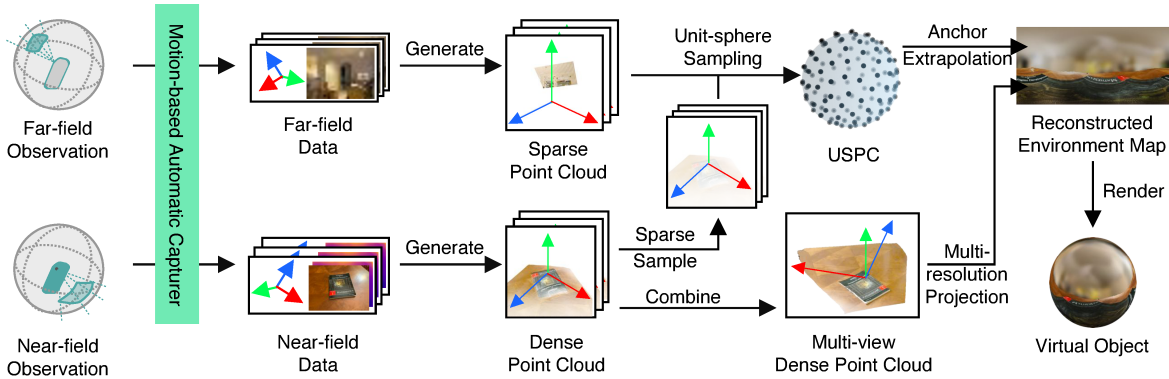 Far-field
Observation
Near-field
Observation
Motion-based Automatic Capturer
Far-field
Data
Near-field
Data
Generate
Generate
Sparse
Point Cloud
Dense
Point Cloud
Unit-sphere
Sampling
Sparse
Sample
Combine
USPC
Multi-view
Dense Point Cloud
Anchor
Extrapolation
Multi-
resolution
Projection
Reconstructed
Environment Map
Render
Virtual Object